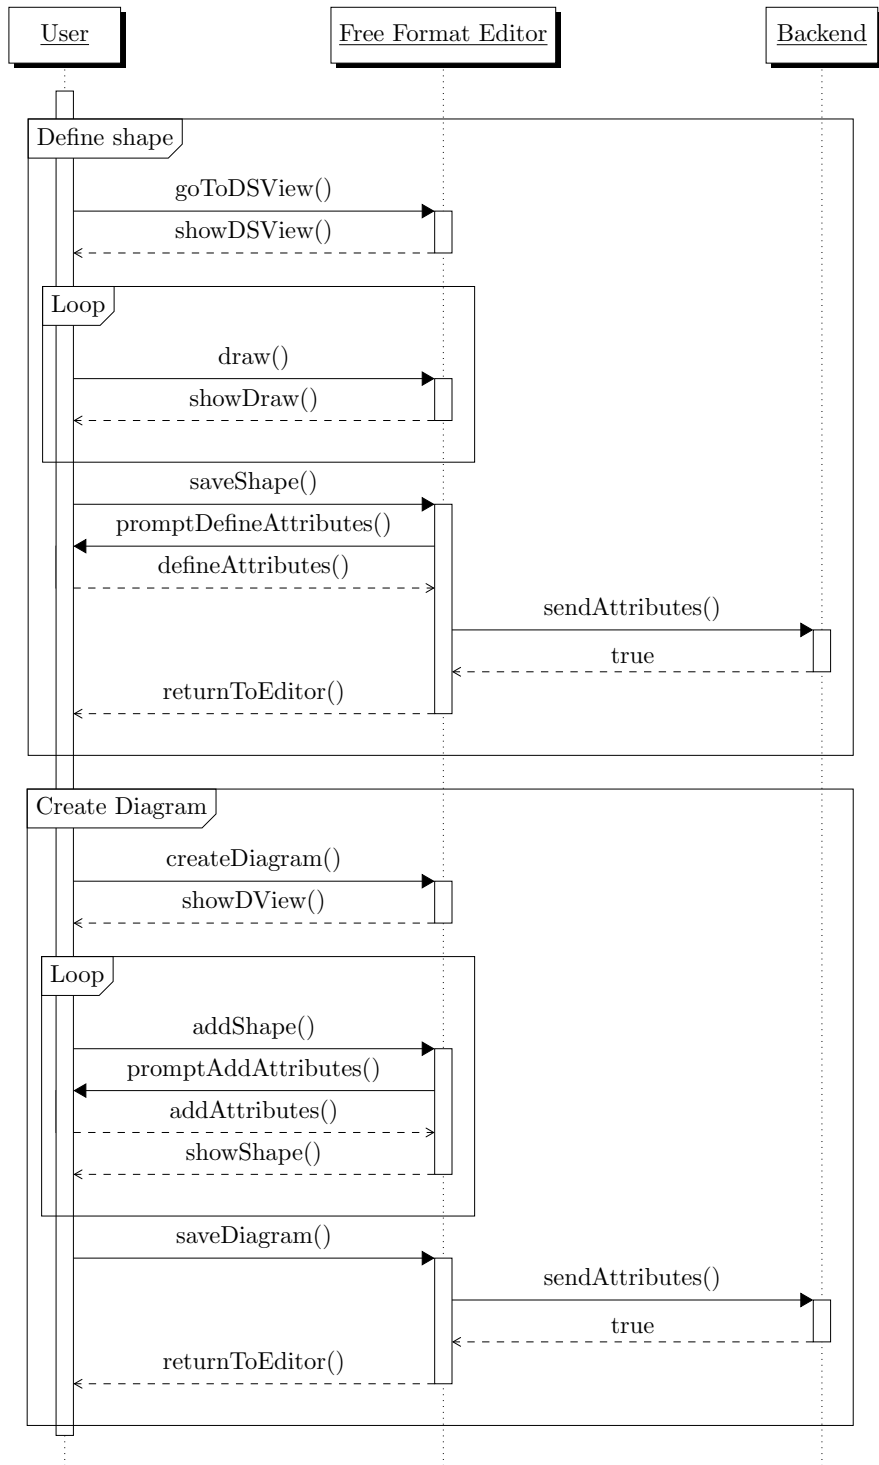 User
Free Format Editor
Backend
Define shape
goToDSView()
showDSView()
Loop
draw()
showDraw()
saveShape()
promptDefineAttributes()
defineAttributes()
sendAttributes()
true
returnToEditor()
Create Diagram
createDiagram()
showDView()
Loop
addShape()
promptAddAttributes()
addAttributes()
showShape()
saveDiagram()
sendAttributes()
true
returnToEditor()